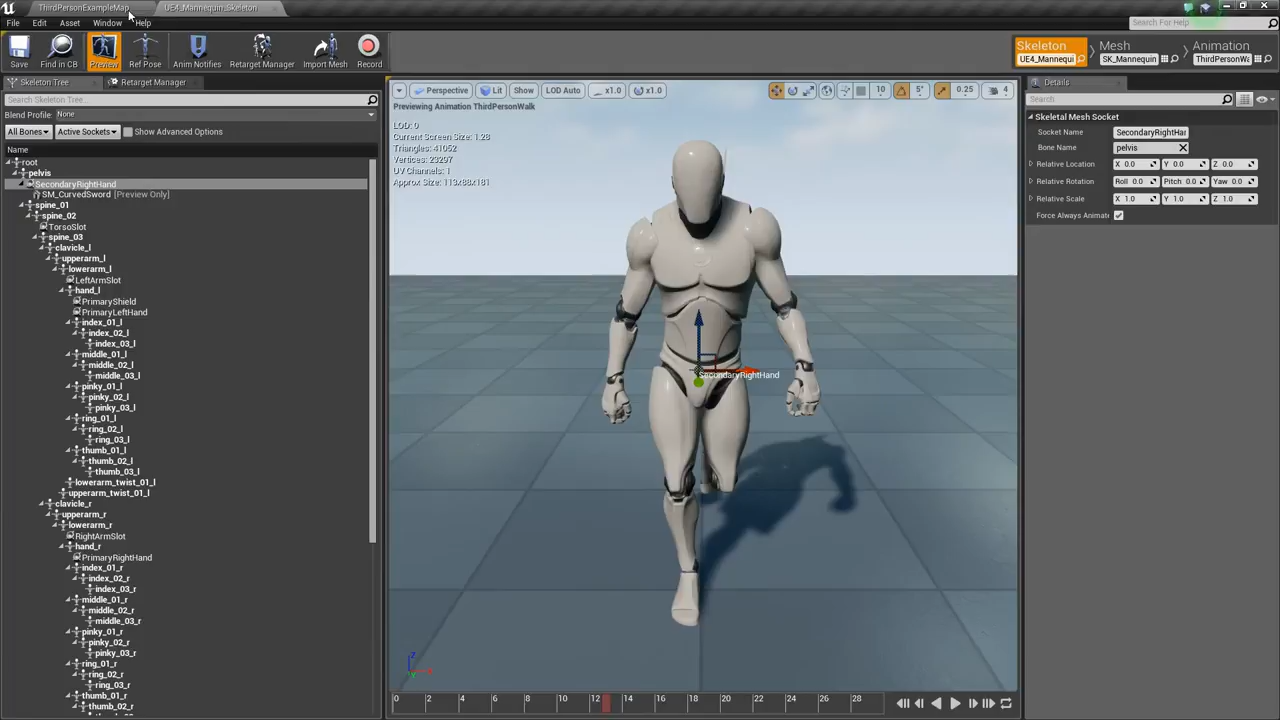 ThirdPersonExampleMap UE4_Mannequin_Skeleton
File Edit Asset Window Help
Search For Help
Save Find in CB Preview Ref Pose Anim Notifies Retarget Manager Import Mesh Record
Skeleton Mesh Animation
UE4_Mannequi SK_Mannequin ThirdPersonWa
Skeleton Tree Retarget Manager
Search Skeleton Tree...
Blend Profile: None
All Bones Active Sockets Show Advanced Options
Name
root
pelvis
SecondaryRightHand
SM_CurvedSword [Preview Only]
spine_01
spine_02
TorsoSlot
spine_03
clavicle_l
upperarm_l
lowerarm_l
LeftArmSlot
hand_l
PrimaryShield
PrimaryLeftHand
index_01_l
index_02_l
index_03_l
middle_01_l
middle_02_l
middle_03_l
pinky_01_l
pinky_02_l
pinky_03_l
ring_01_l
ring_02_l
ring_03_l
thumb_01_l
thumb_02_l
thumb_03_l
lowerarm_twist_01_l
upperarm_twist_01_l
clavicle_r
upperarm_r
lowerarm_r
RightArmSlot
hand_r
PrimaryRightHand
index_01_r
index_02_r
index_03_r
middle_01_r
middle_02_r
middle_03_r
pinky_01_r
pinky_02_r
pinky_03_r
ring_01_r
ring_02_r
ring_03_r
thumb_01_r
thumb_02_r
Perspective Lit Show LOD Auto x1.0 x1.0 10 5° 0.25 4
Previewing Animation ThirdPersonWalk
LOD: 0
Current Screen Size: 1.28
Triangles: 41052
Vertices: 23297
UV Channels: 1
Approx Size: 113x88x181
SecondaryRightHand
Z
Y
0 2 4 6 8 10 12 14 16 18 20 22 24 26 28
Details
Search
Skeletal Mesh Socket
Socket Name SecondaryRightHar
Bone Name pelvis
Relative Location X 0.0 Y 0.0 Z 0.0
Relative Rotation Roll 0.0 Pitch 0.0 Yaw 0.0
Relative Scale X 1.0 Y 1.0 Z 1.0
Force Always Animate